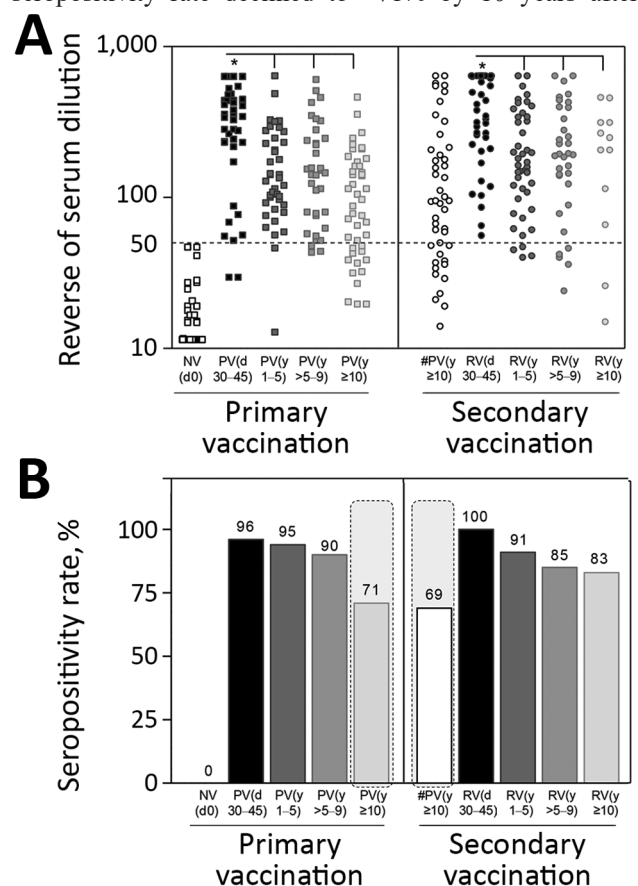 A
Reverse of serum dilution
1,000
100
50
10
*
*
NV (d0)
PV(d 30–45)
PV(y 1–5)
PV(y >5–9)
PV(y ≥10)
#PV(y ≥10)
RV(d 30–45)
RV(y 1–5)
RV(y >5–9)
RV(y ≥10)
Primary
vaccination
Secondary
vaccination
B
Seropositivity rate, %
100
75
50
25
0
0
96
95
90
71
69
100
91
85
83
NV (d0)
PV(d 30–45)
PV(y 1–5)
PV(y >5–9)
PV(y ≥10)
#PV(y ≥10)
RV(d 30–45)
RV(y 1–5)
RV(y >5–9)
RV(y ≥10)
Primary
vaccination
Secondary
vaccination